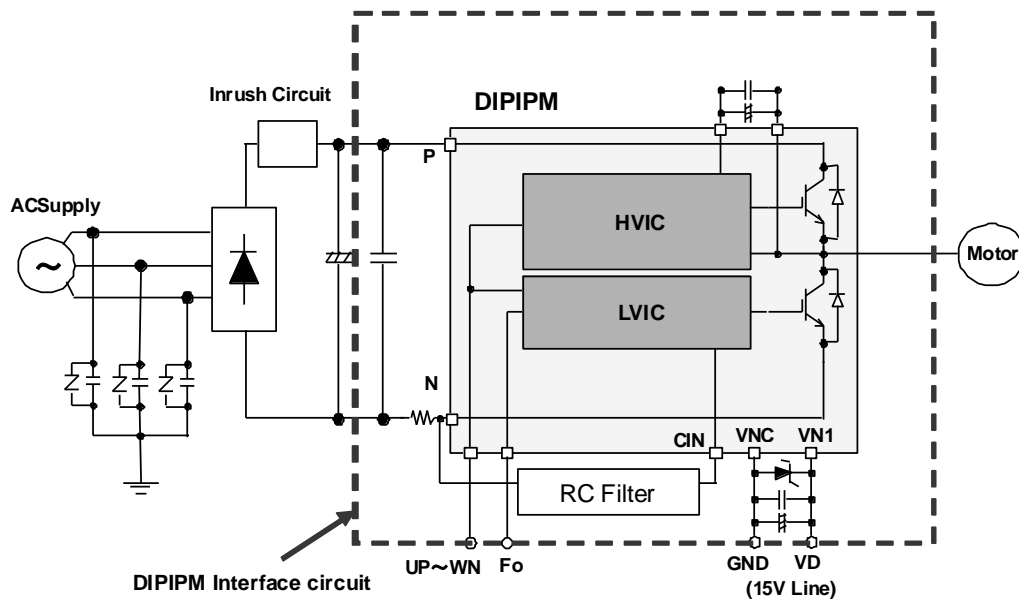 Inrush Circuit
DIPIPM
P
ACSupply
~
HVIC
Motor
LVIC
N
CIN
VNC
VN1
RC Filter
UP～WN
Fo
GND
VD
(15V Line)
DIPIPM Interface circuit